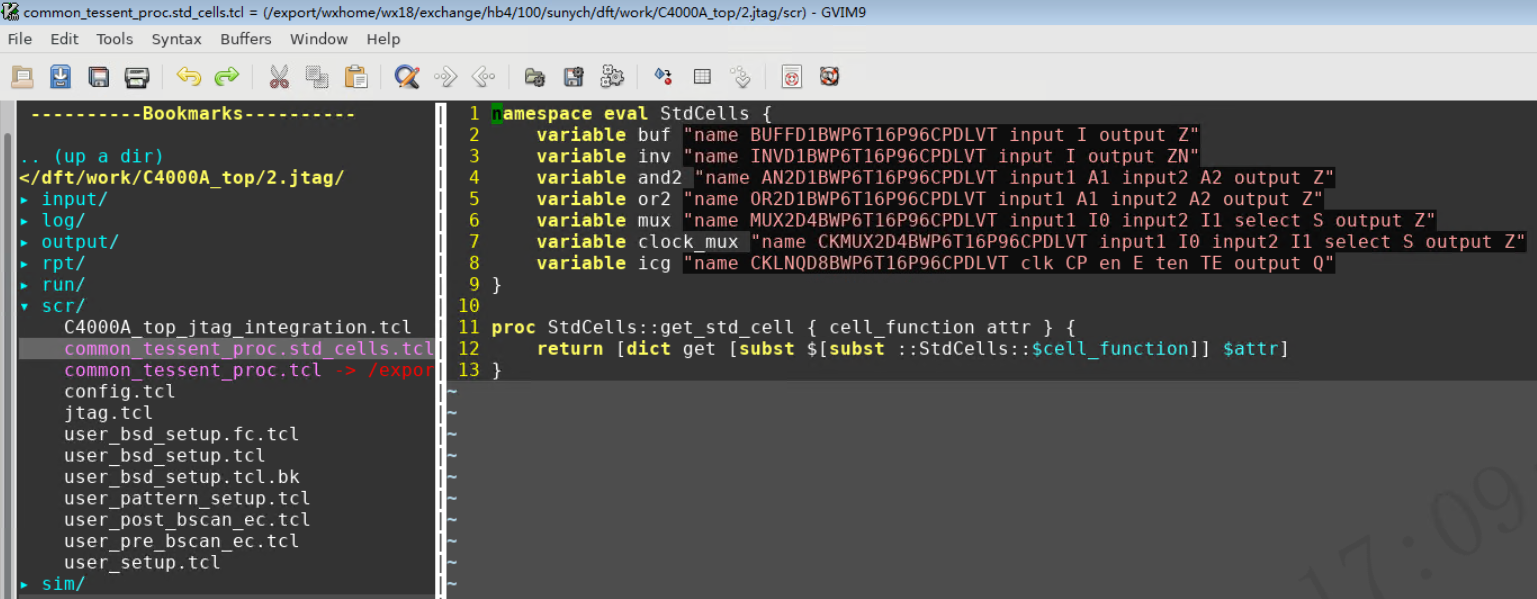 common_tessent_proc.std_cells.tcl = (/export/wxhome/wx18/exchange/hb4/100/sunych/dft/work/C4000A_top/2.jtag/scr) - GVIM9
File Edit Tools Syntax Buffers Window Help
----------Bookmarks----------
.. (up a dir)
</dft/work/C4000A_top/2.jtag/
▸ input/
▸ log/
▸ output/
▸ rpt/
▸ run/
▾ scr/
C4000A_top_jtag_integration.tcl
common_tessent_proc.std_cells.tcl
common_tessent_proc.tcl -> /expor
config.tcl
jtag.tcl
user_bsd_setup.fc.tcl
user_bsd_setup.tcl
user_bsd_setup.tcl.bk
user_pattern_setup.tcl
user_post_bscan_ec.tcl
user_pre_bscan_ec.tcl
user_setup.tcl
▸ sim/
1 namespace eval StdCells {
2     variable buf "name BUFFD1BWP6T16P96CPDLVT input I output Z"
3     variable inv "name INVD1BWP6T16P96CPDLVT input I output ZN"
4     variable and2 "name AN2D1BWP6T16P96CPDLVT input1 A1 input2 A2 output Z"
5     variable or2 "name OR2D1BWP6T16P96CPDLVT input1 A1 input2 A2 output Z"
6     variable mux "name MUX2D4BWP6T16P96CPDLVT input1 I0 input2 I1 select S output Z"
7     variable clock_mux "name CKMUX2D4BWP6T16P96CPDLVT input1 I0 input2 I1 select S output Z"
8     variable icg "name CKLNQD8BWP6T16P96CPDLVT clk CP en E ten TE output Q"
9 }
10
11 proc StdCells::get_std_cell { cell_function attr } {
12     return [dict get [subst $[subst ::StdCells::$cell_function]] $attr]
13 }
~
~
~
~
~
~
~
~
~
~
17:09